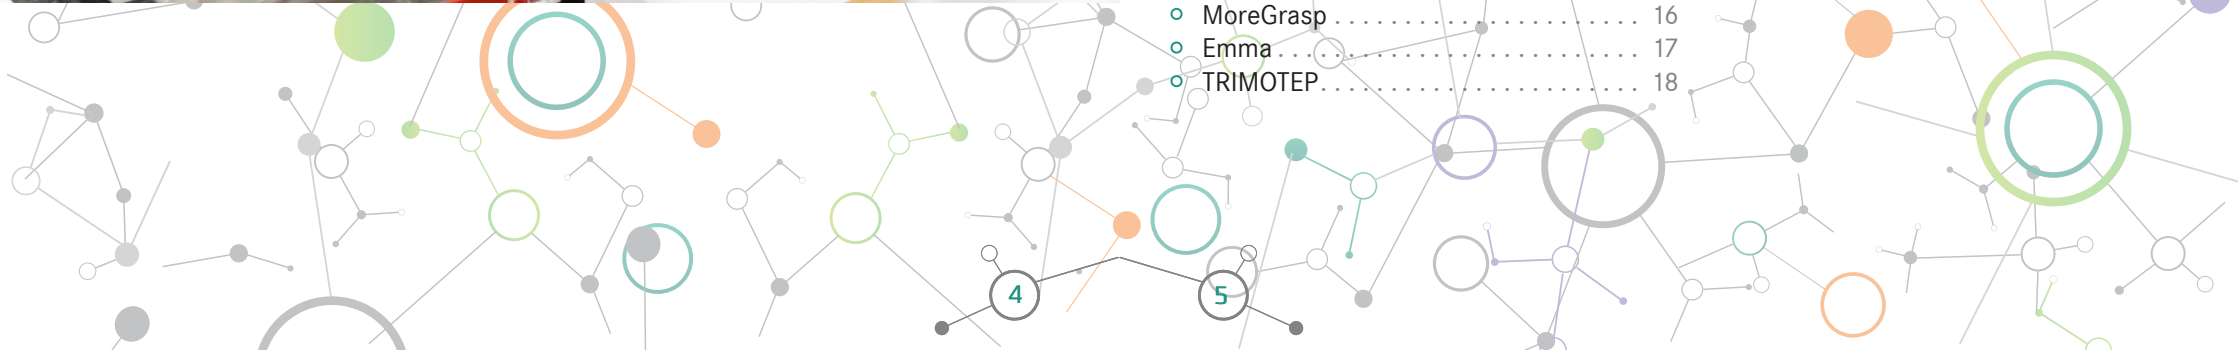 MoreGrasp . . . . . . . . . . . . . . . . . . . . . . 16
Emma . . . . . . . . . . . . . . . . . . . . . . . . . . 17
TRIMOTEP. . . . . . . . . . . . . . . . . . . . . . . 18
4
5